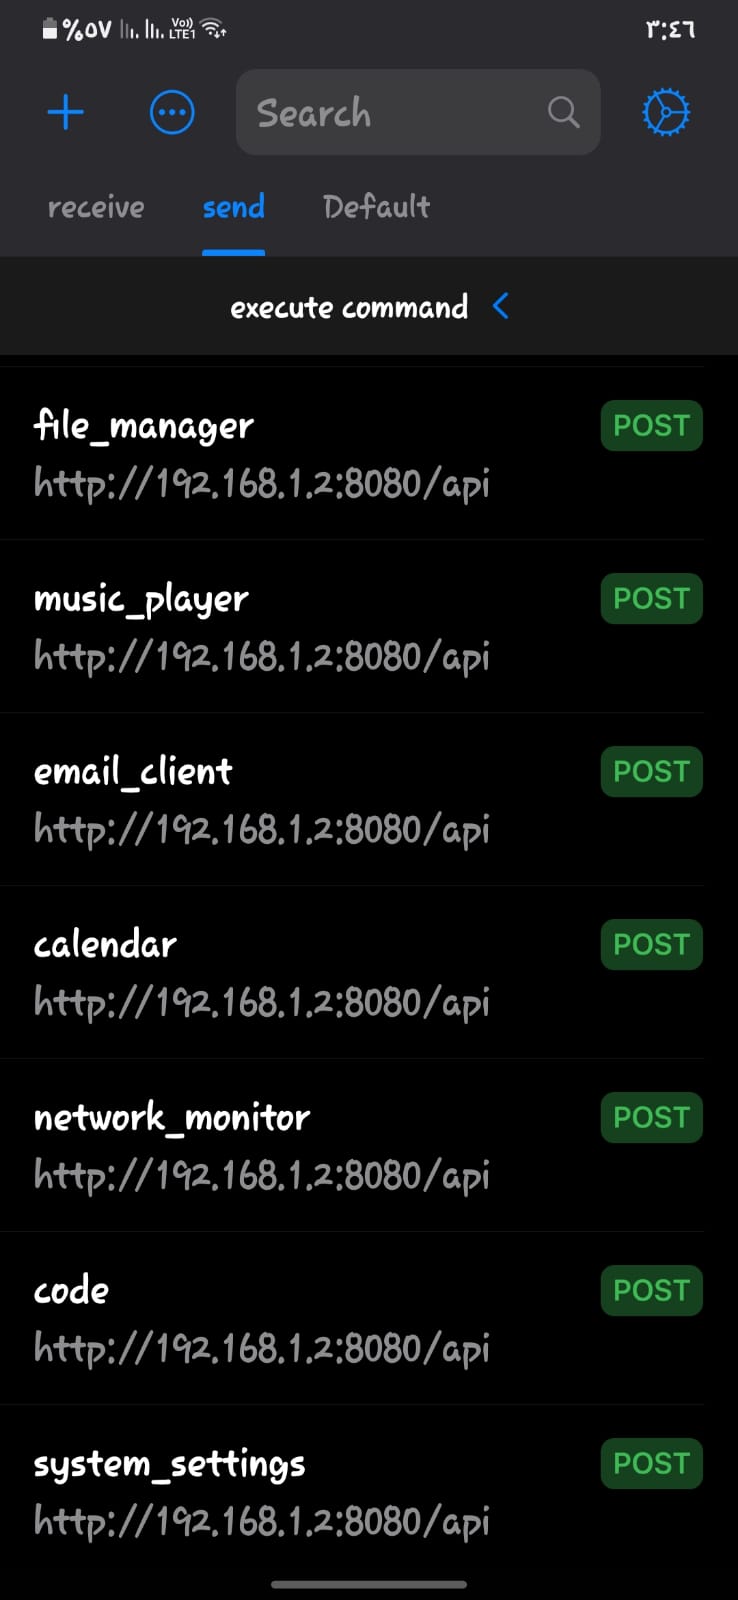 %٥٧ Vo)) LTE1 ٣:٤٦
Search
receive send Default
execute command
file_manager POST
http://192.168.1.2:8080/api
music_player POST
http://192.168.1.2:8080/api
email_client POST
http://192.168.1.2:8080/api
calendar POST
http://192.168.1.2:8080/api
network_monitor POST
http://192.168.1.2:8080/api
code POST
http://192.168.1.2:8080/api
system_settings POST
http://192.168.1.2:8080/api